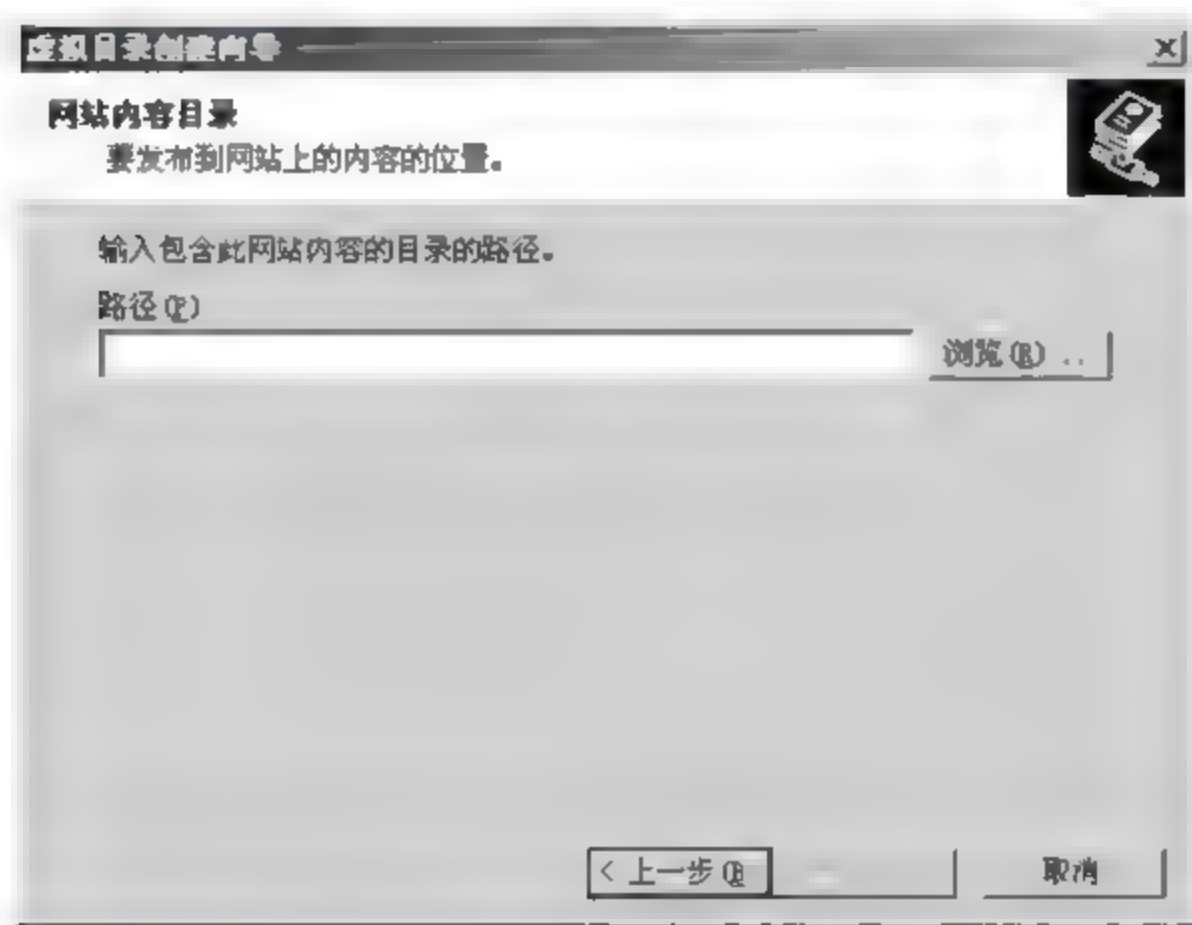 虚拟目录创建向导
网站内容目录
要发布到网站上的内容的位置。
输入包含此网站内容的目录的路径。
路径(P)
浏览(R)..
< 上一步(B
取消